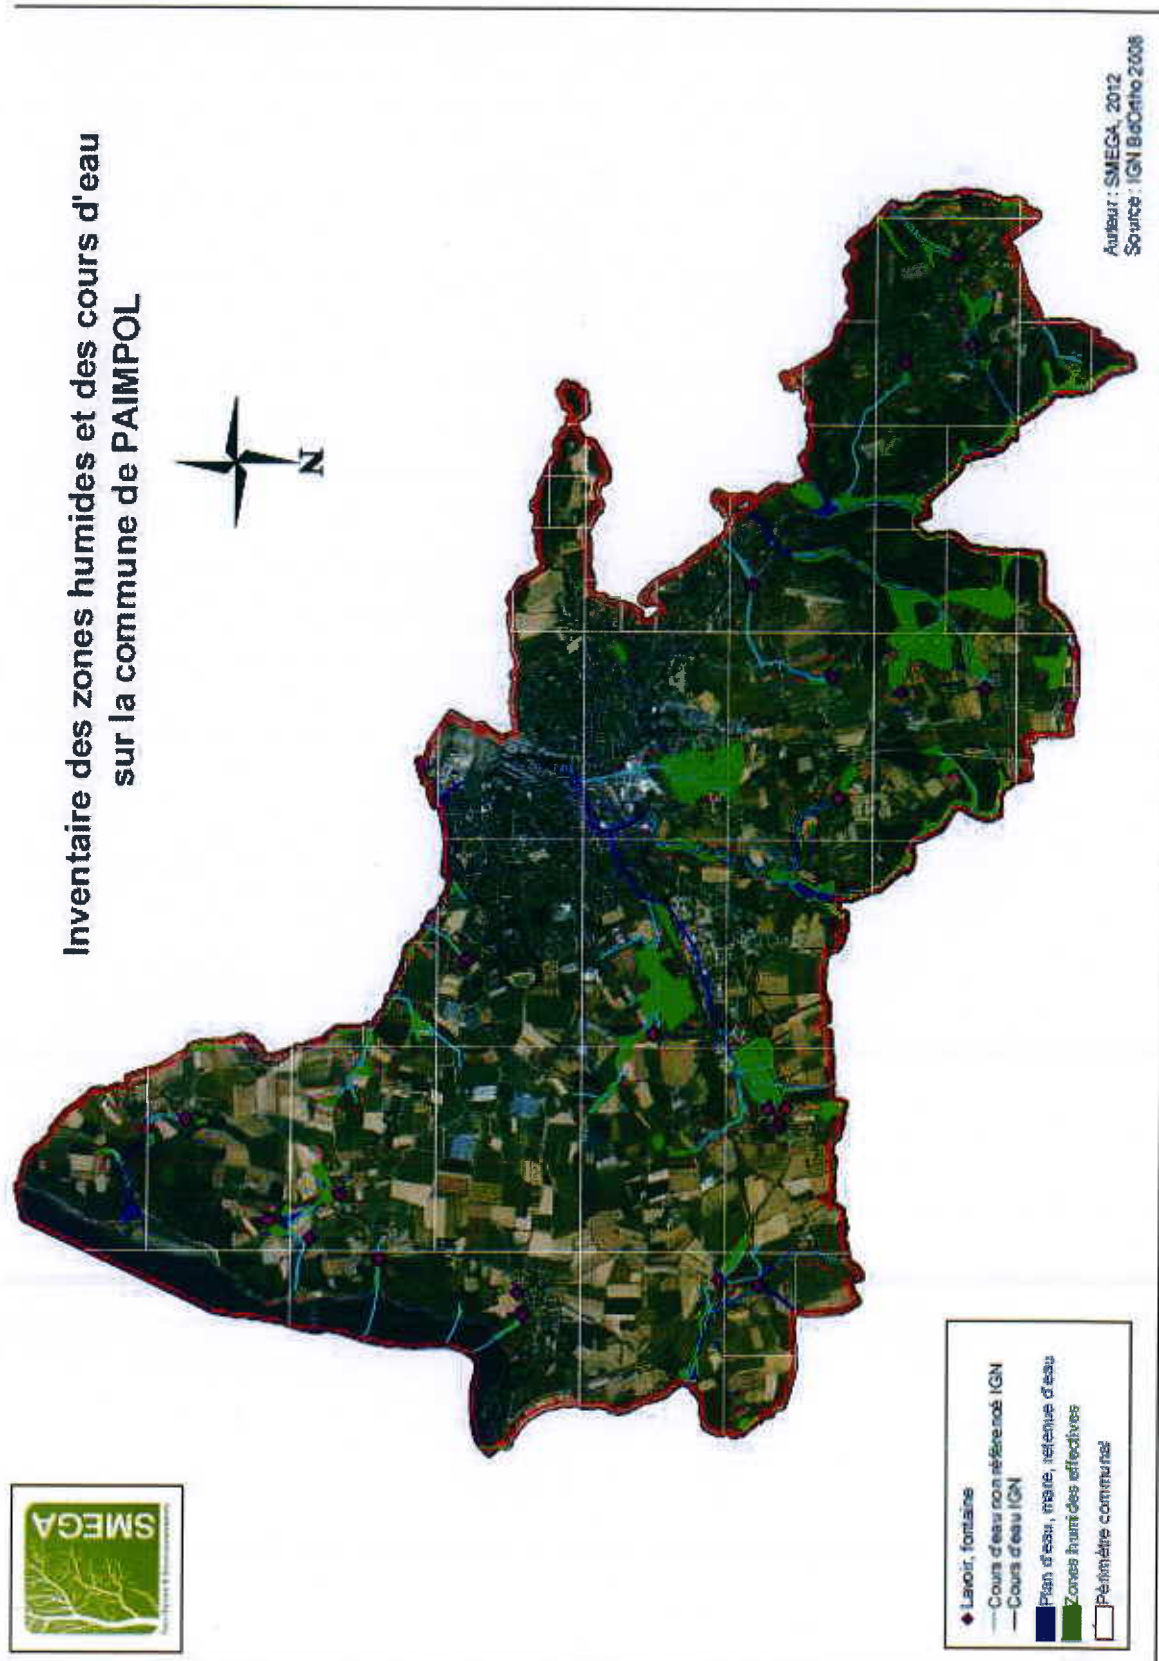 Inventaire des zones humides et des cours d'eau
sur la commune de PAIMPOL
N
SMEGA
Lavoir, fontaine
Cours d'eau non référencé IGN
Cours d'eau IGN
Plan d'eau, mare, retenue d'eau
Zones humides effectives
Périmètre communal
Auteur : SMEGA, 2012
Source : IGN BdOrtho 2008